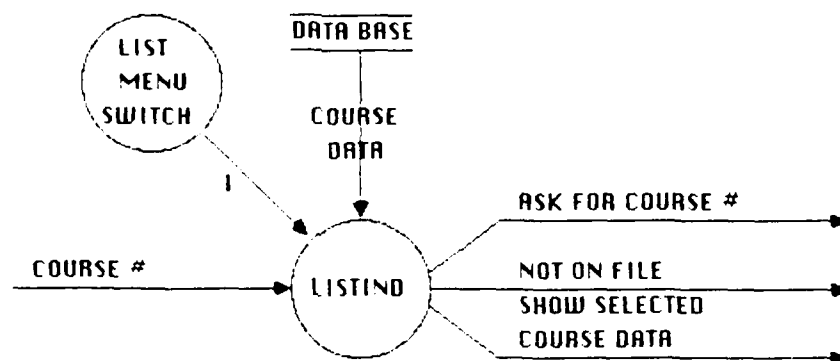 LIST
MENU
SWITCH
DATA BASE
COURSE
DATA
1
ASK FOR COURSE #
COURSE #
LISTIND
NOT ON FILE
SHOW SELECTED
COURSE DATA